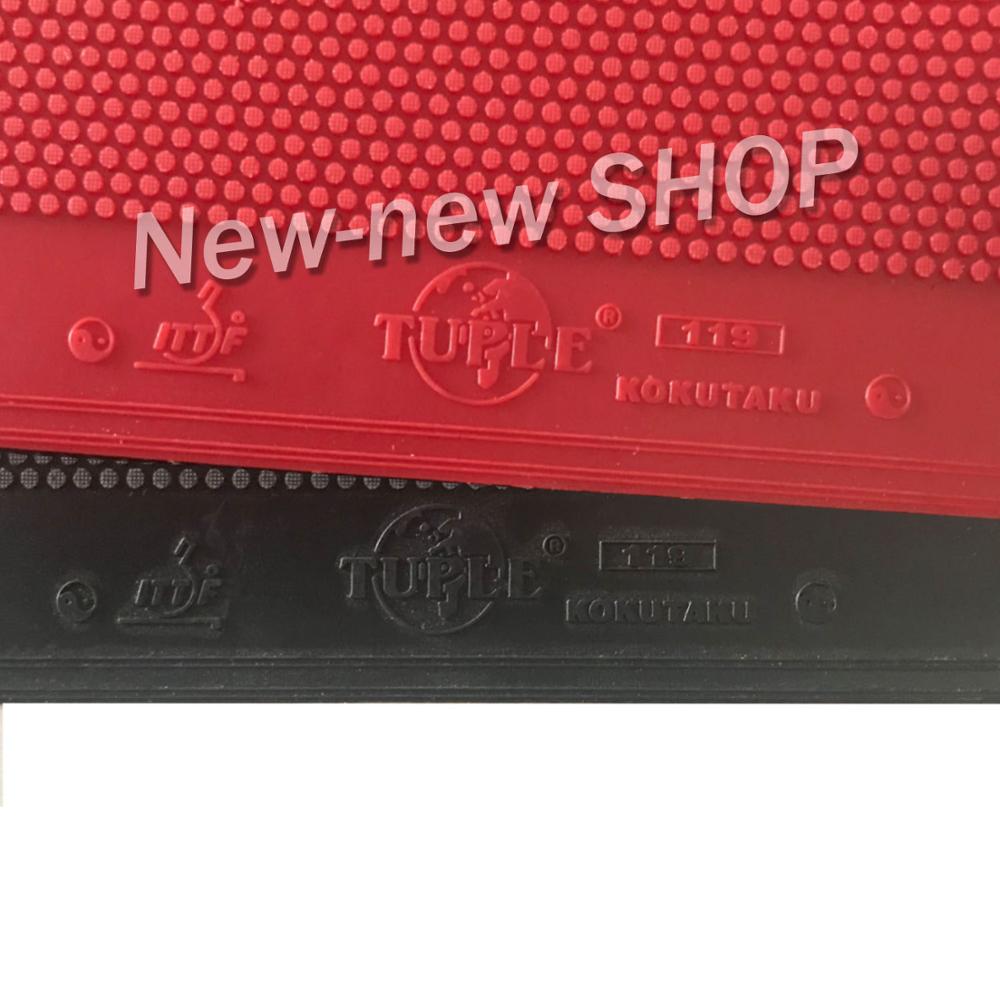 New-new SHOP
ITTF
TUPLE®
119
KOKUTAKU
ITTF
TUPLE®
119
KOKUTAKU